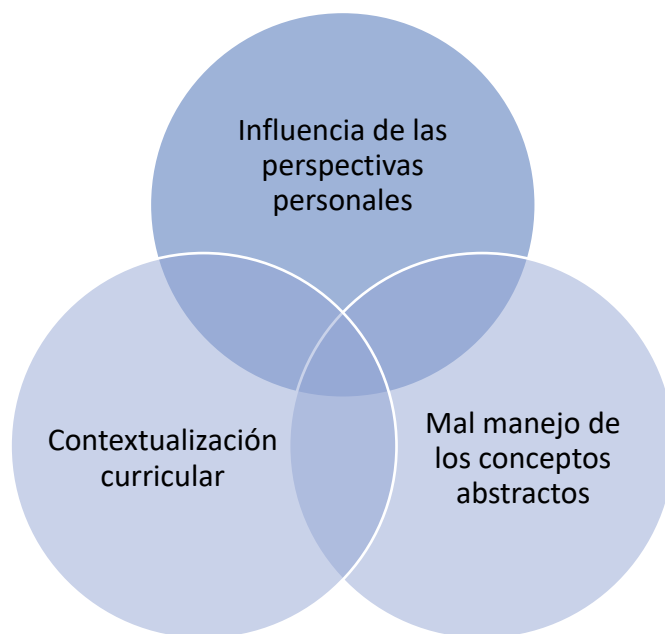 Influencia de las
perspectivas
personales
Contextualización
curricular
Mal manejo de
los conceptos
abstractos